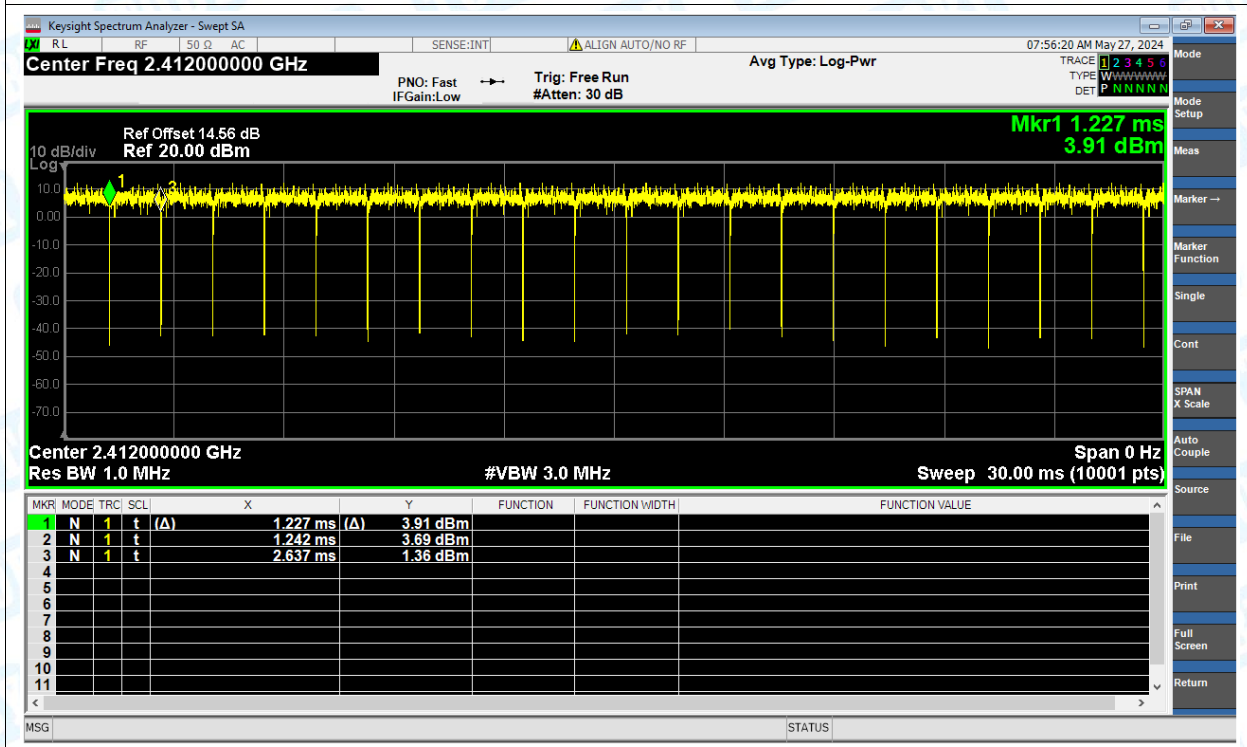 Keysight Spectrum Analyzer - Swept SA
LXI RL RF 50 Ω AC SENSE:INT ALIGN AUTO/NO RF 07:56:20 AM May 27, 2024
Center Freq 2.412000000 GHz
PNO: Fast
IFGain:Low
Trig: Free Run
#Atten: 30 dB
Avg Type: Log-Pwr
TRACE 1 2 3 4 5 6
TYPE WWWWWW
DET P N N N N N
Ref Offset 14.56 dB
10 dB/div Ref 20.00 dBm
Log
Mkr1 1.227 ms
3.91 dBm
1
3
10.0
0.00
-10.0
-20.0
-30.0
-40.0
-50.0
-60.0
-70.0
Center 2.412000000 GHz Span 0 Hz
Res BW 1.0 MHz #VBW 3.0 MHz Sweep 30.00 ms (10001 pts)
MKR MODE TRC SCL X Y FUNCTION FUNCTION WIDTH FUNCTION VALUE
1 N 1 t (Δ) 1.227 ms (Δ) 3.91 dBm
2 N 1 t 1.242 ms 3.69 dBm
3 N 1 t 2.637 ms 1.36 dBm
4
5
6
7
8
9
10
11
MSG STATUS
Mode
Mode
Setup
Meas
Marker→
Marker
Function
Single
Cont
SPAN
X Scale
Auto
Couple
Source
File
Print
Full
Screen
Return